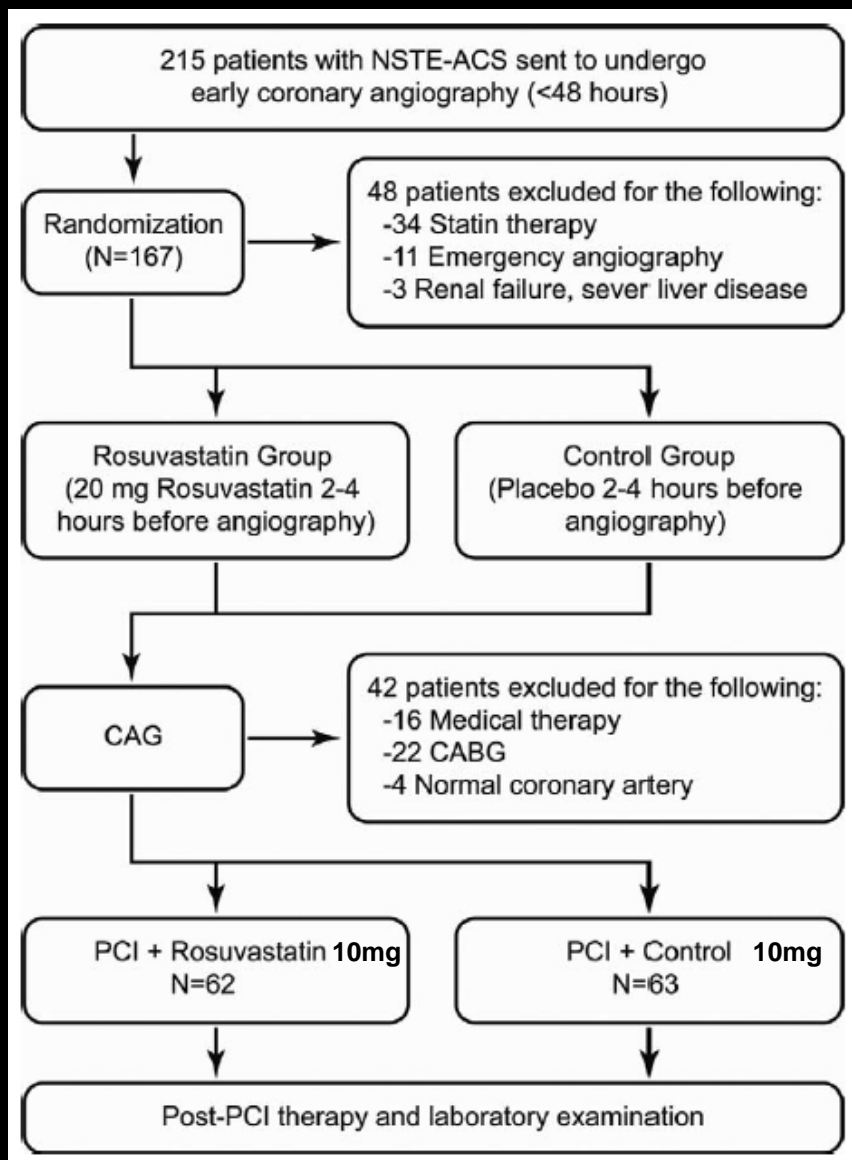 215 patients with NSTE-ACS sent to undergo
early coronary angiography (<48 hours)
Randomization
(N=167)
48 patients excluded for the following:
-34 Statin therapy
-11 Emergency angiography
-3 Renal failure, sever liver disease
Rosuvastatin Group
(20 mg Rosuvastatin 2-4
hours before angiography)
Control Group
(Placebo 2-4 hours before
angiography)
CAG
42 patients excluded for the following:
-16 Medical therapy
-22 CABG
-4 Normal coronary artery
PCI + Rosuvastatin 10mg
N=62
PCI + Control 10mg
N=63
Post-PCI therapy and laboratory examination